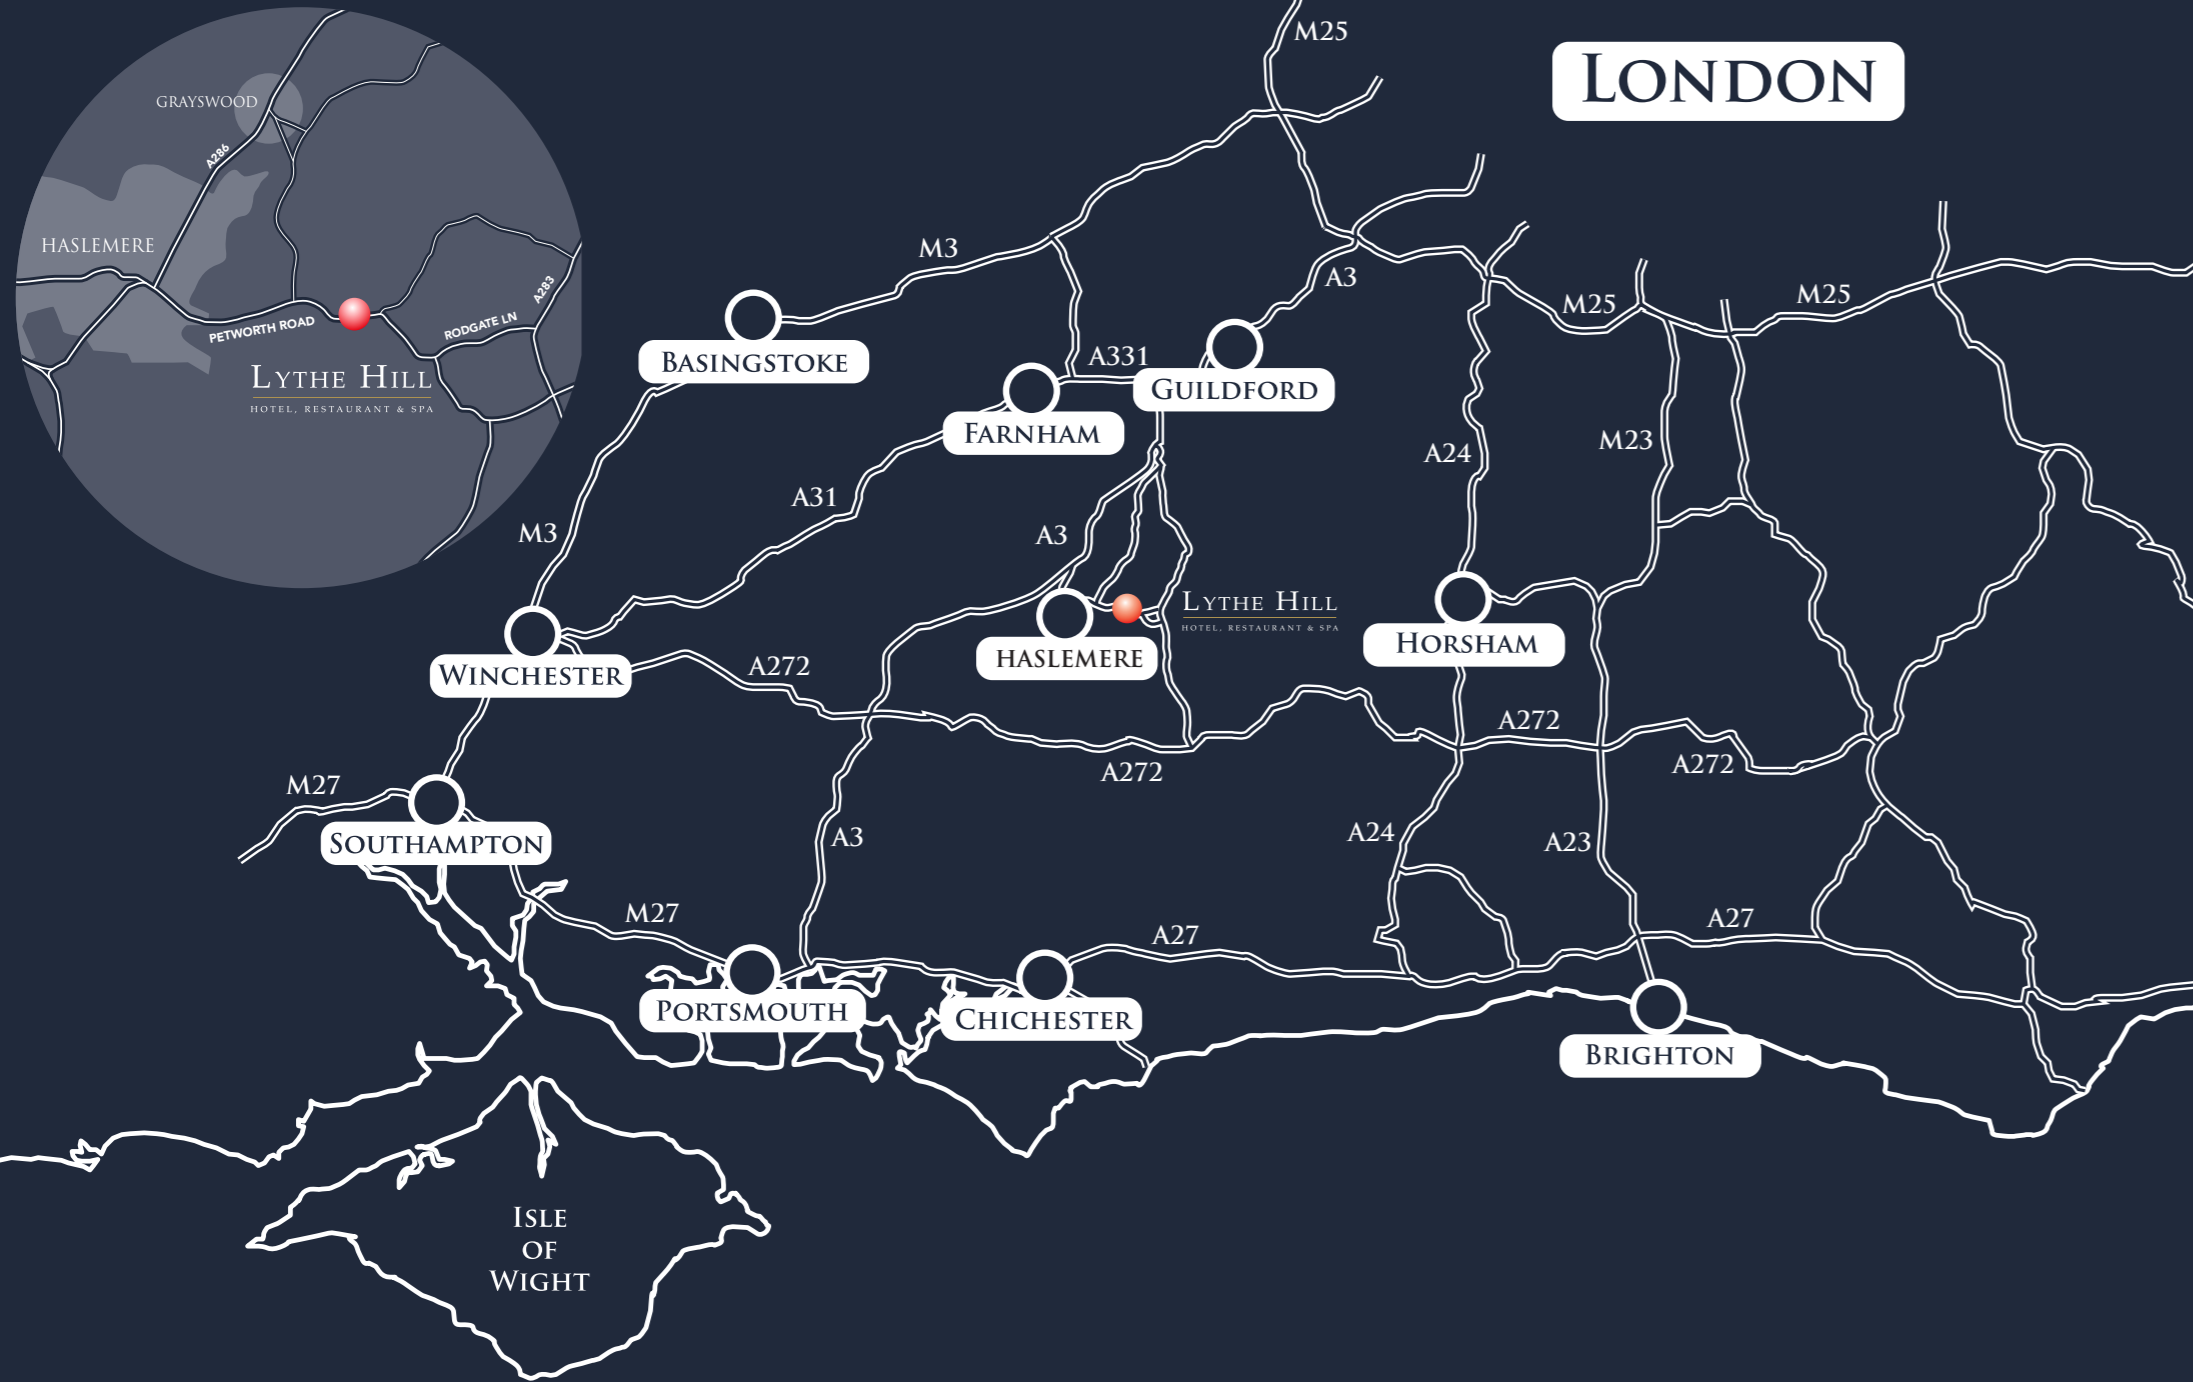 M25
LONDON
GRAYSWOOD
A286
HASLEMERE
M3
A3
A283
M25
M25
PETWORTH ROAD
RODGATE LN
BASINGSTOKE
A331
GUILDFORD
LYTHE HILL
HOTEL, RESTAURANT & SPA
FARNHAM
A24
M23
A31
M3
A3
LYTHE HILL
HOTEL, RESTAURANT & SPA
HORSHAM
HASLEMERE
WINCHESTER
A272
A272
A272
A272
M27
SOUTHAMPTON
A3
A24
A23
M27
A27
A27
PORTSMOUTH
CHICHESTER
BRIGHTON
ISLE
OF
WIGHT